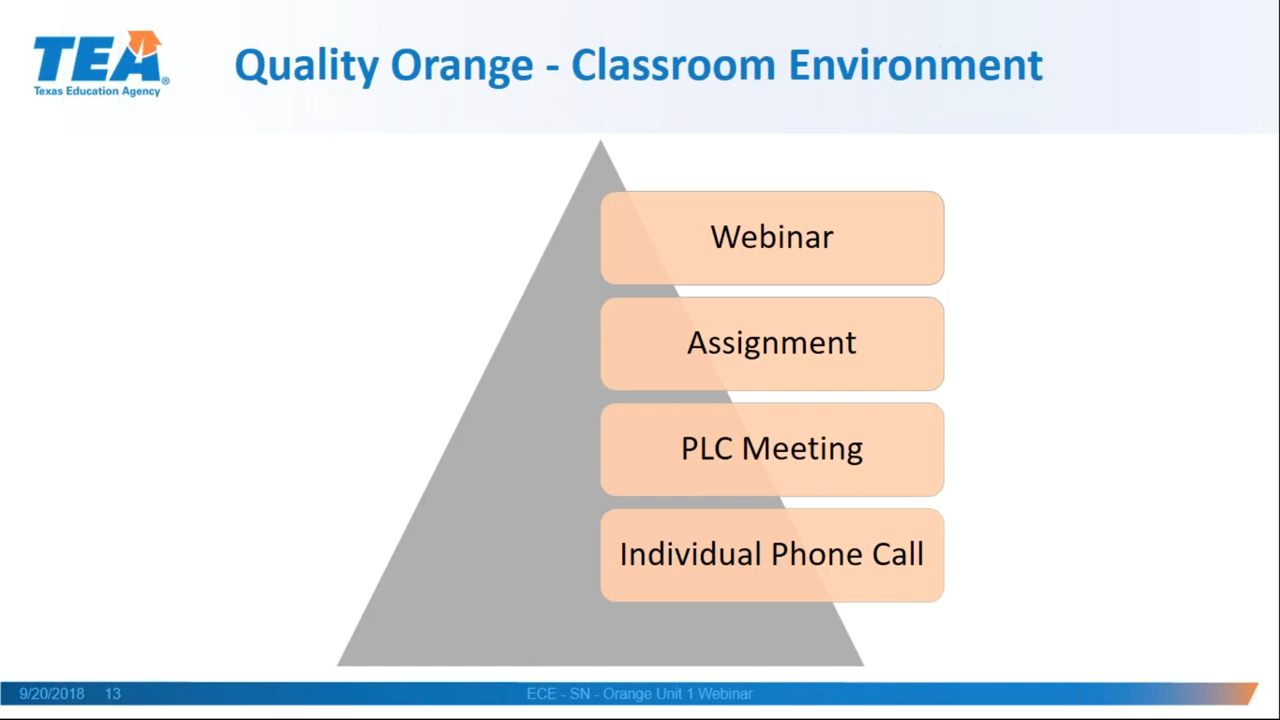 TEA®
Texas Education Agency
Quality Orange - Classroom Environment
Webinar
Assignment
PLC Meeting
Individual Phone Call
9/20/2018 13 ECE - SN - Orange Unit 1 Webinar